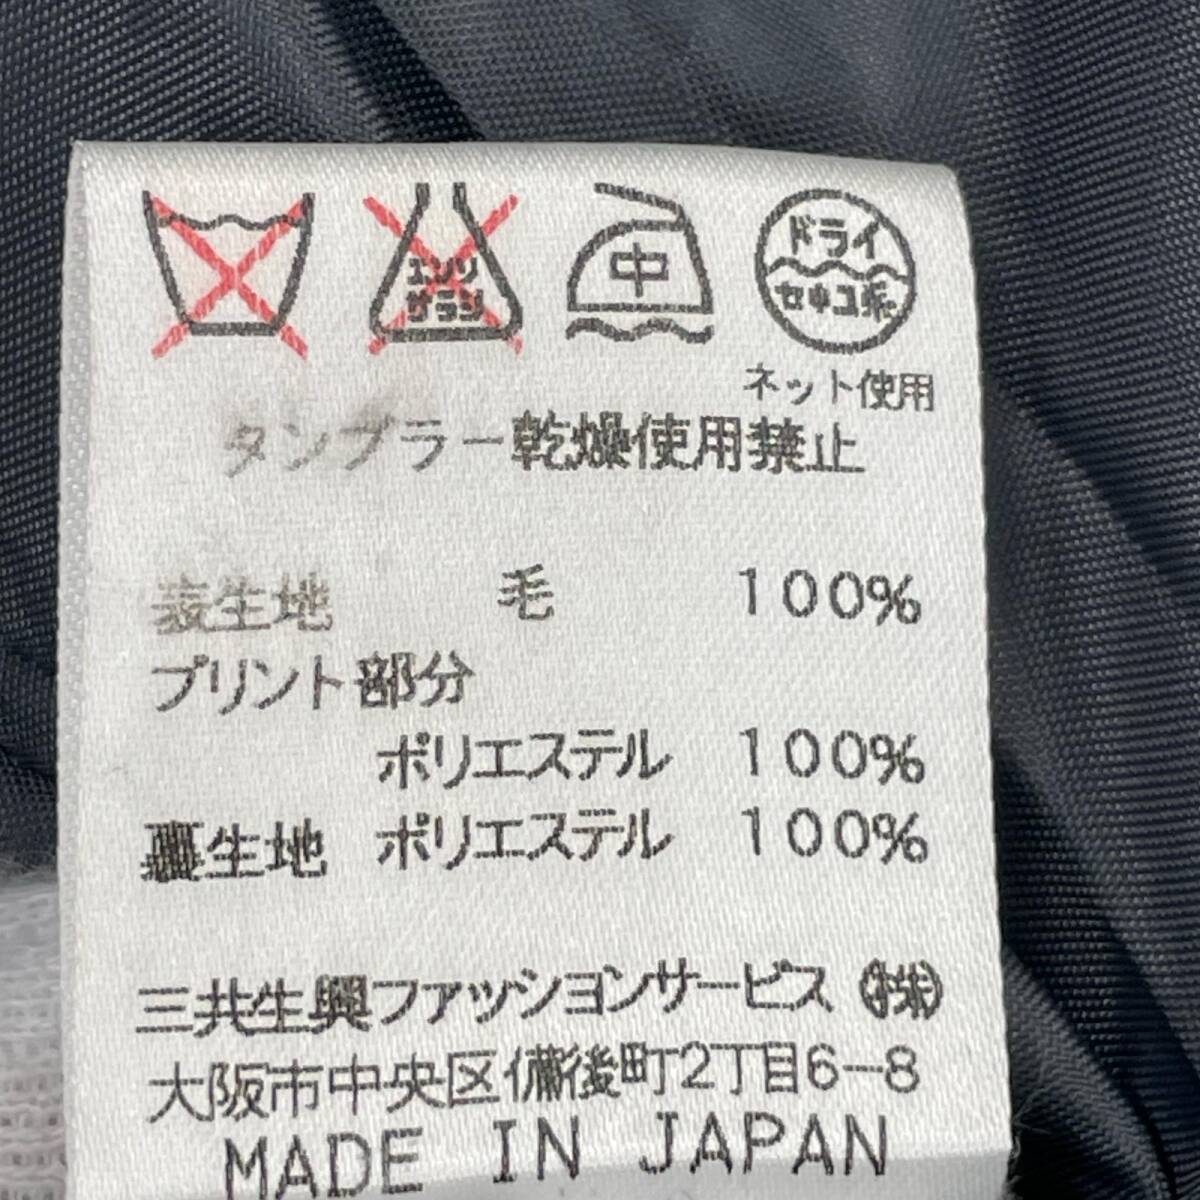 エンソ
サラシ
中
ドライ
セキユ系
ネット使用
タンブラー乾燥使用禁止
表生地 毛 100%
プリント部分
ポリエステル 100%
裏生地 ポリエステル 100%
三共生興ファッションサービス㈱
大阪市中央区備後町2丁目6-8
MADE IN JAPAN